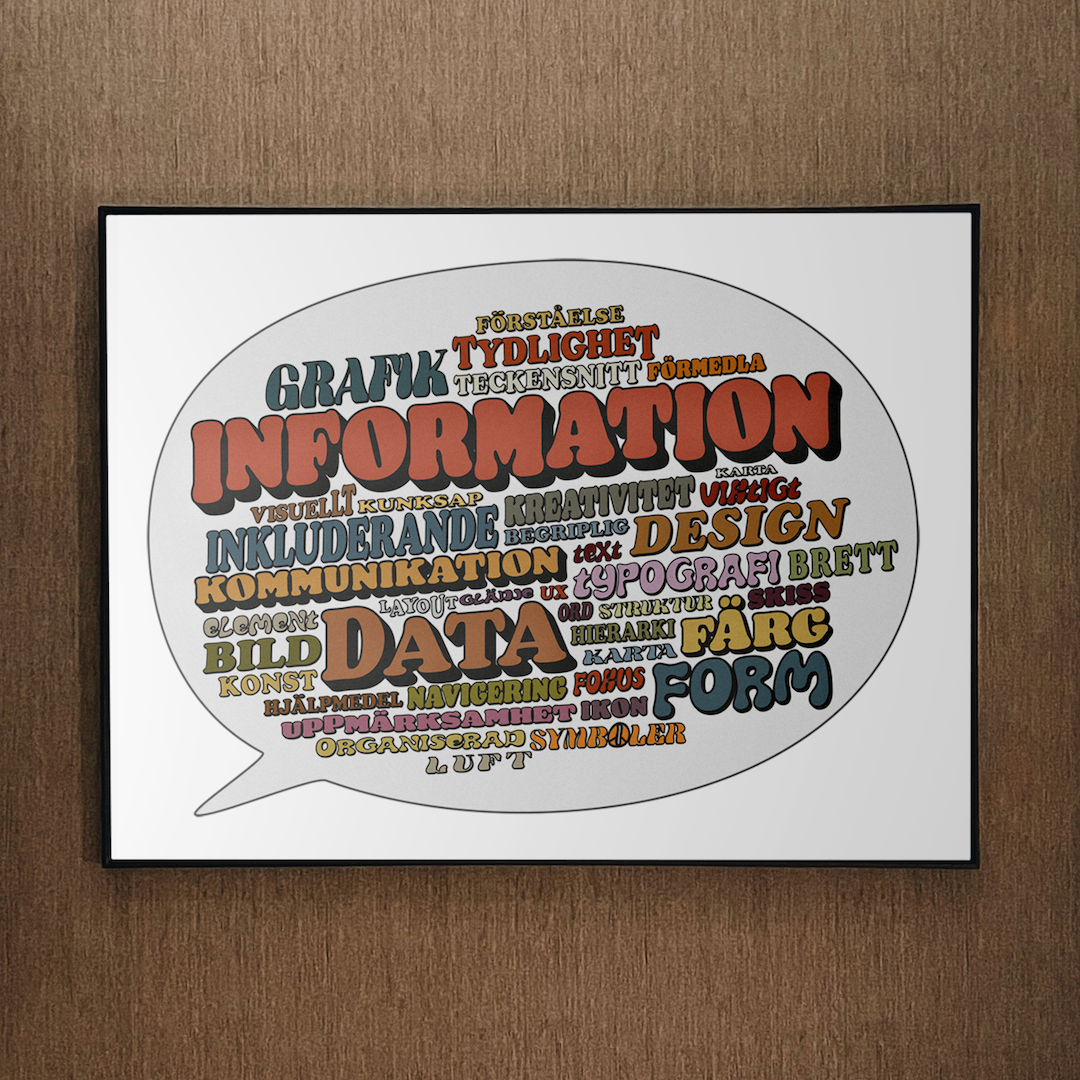 FÖRSTÅELSE
GRAFIK TYDLIGHET
TECKENSNITT FÖRMEDLA
INFORMATION
KARTA
VISUELLT KUNKSAP KREATIVITET VIKTIGT
INKLUDERANDE BEGRIPLIG DESIGN
KOMMUNIKATION text tYPOGRAFI BRETT
LAYOUT GLÄNJE UX ORD STRUKTUR SKISS
eLeMeNt DATA HIERARKI FÄRG
BILD KARTA
KONST FOKUS FORM
HJÄLPMEDEL NAVIGERING IKON
UPPMÄRKSAMHET
ORGANISERAD SYMBOLER
LUFT